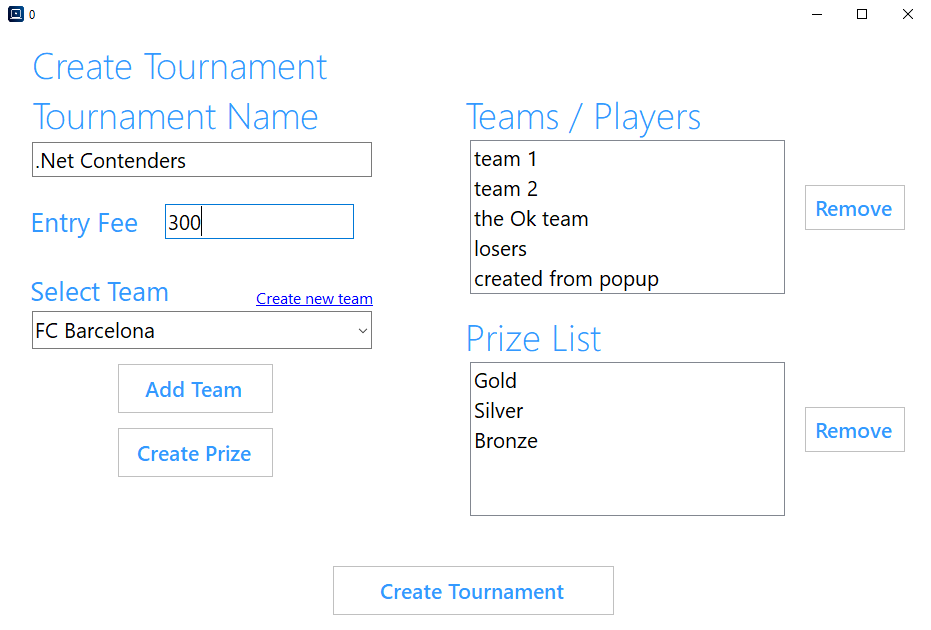 0
Create Tournament
Tournament Name
.Net Contenders
Entry Fee 300
Select Team Create new team
FC Barcelona
Add Team
Create Prize
Teams / Players
team 1
team 2
the Ok team
losers
created from popup
Remove
Prize List
Gold
Silver
Bronze
Remove
Create Tournament